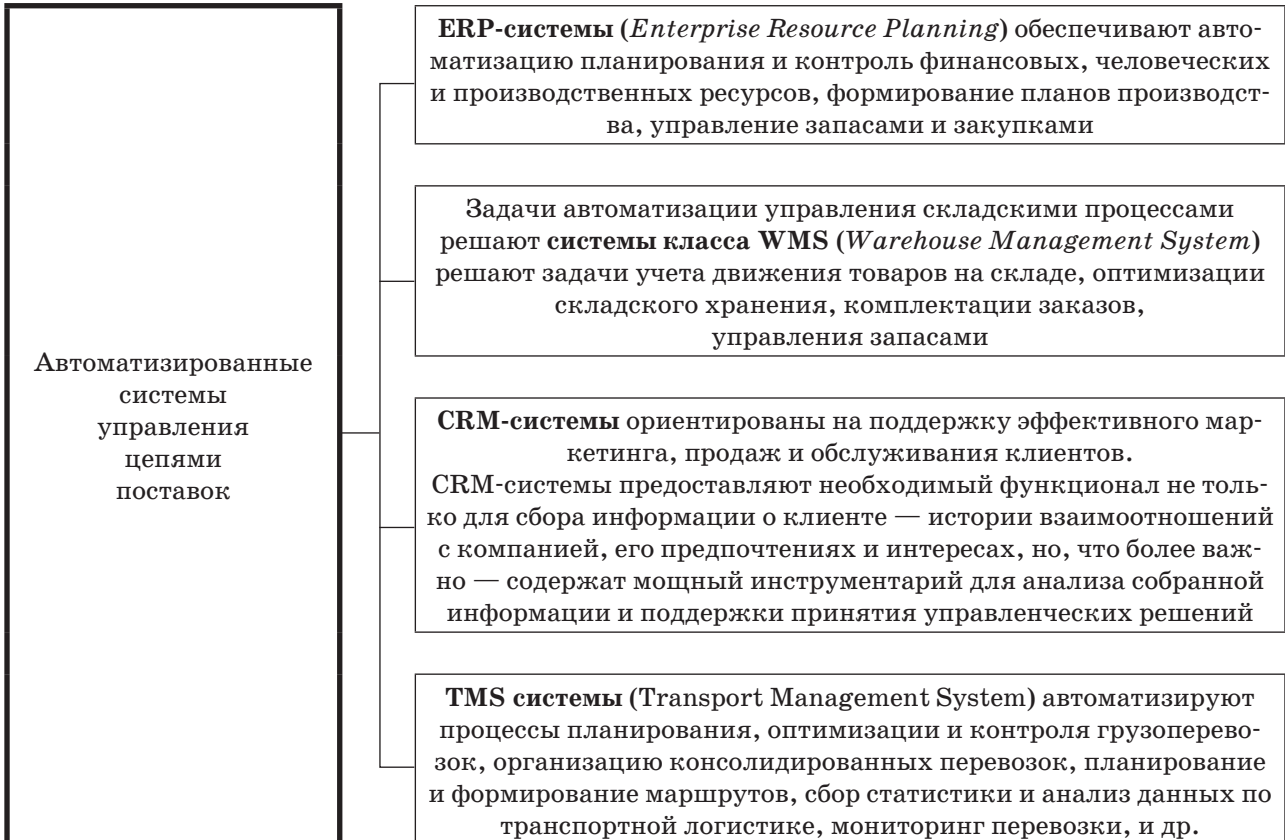 Автоматизированные
системы
управления
цепями
поставок
ERP-системы (Enterprise Resource Planning) обеспечивают авто-
матизацию планирования и контроль финансовых, человеческих
и производственных ресурсов, формирование планов производст-
ва, управление запасами и закупками
Задачи автоматизации управления складскими процессами
решают системы класса WMS (Warehouse Management System)
решают задачи учета движения товаров на складе, оптимизации
складского хранения, комплектации заказов,
управления запасами
CRM-системы ориентированы на поддержку эффективного мар-
кетинга, продаж и обслуживания клиентов.
CRM-системы предоставляют необходимый функционал не толь-
ко для сбора информации о клиенте — истории взаимоотношений
с компанией, его предпочтениях и интересах, но, что более важ-
но — содержат мощный инструментарий для анализа собранной
информации и поддержки принятия управленческих решений
TMS системы (Transport Management System) автоматизируют
процессы планирования, оптимизации и контроля грузоперево-
зок, организацию консолидированных перевозок, планирование
и формирование маршрутов, сбор статистики и анализ данных по
транспортной логистике, мониторинг перевозки, и др.